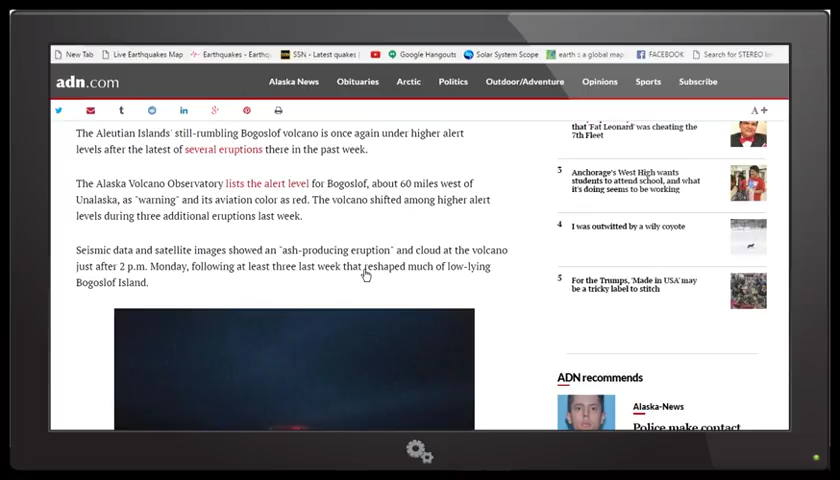 New Tab
Live Earthquakes Map
Earthquakes - Earthq
SSN - Latest quakes |
Google Hangouts
Solar System Scope
earth :: a global map
FACEBOOK
Search for STEREO Im
adn.com
Alaska News
Obituaries
Arctic
Politics
Outdoor/Adventure
Opinions
Sports
Subscribe
A+
The Aleutian Islands' still-rumbling Bogoslof volcano is once again under higher alert
levels after the latest of several eruptions there in the past week.
The Alaska Volcano Observatory lists the alert level for Bogoslof, about 60 miles west of
Unalaska, as "warning" and its aviation color as red. The volcano shifted among higher alert
levels during three additional eruptions last week.
Seismic data and satellite images showed an "ash-producing eruption" and cloud at the volcano
just after 2 p.m. Monday, following at least three last week that reshaped much of low-lying
Bogoslof Island.
that 'Fat Leonard' was cheating the
7th Fleet
3 Anchorage's West High wants
students to attend school, and what
it's doing seems to be working
4 I was outwitted by a wily coyote
5 For the Trumps, 'Made in USA' may
be a tricky label to stitch
ADN recommends
Alaska-News
Police make contact